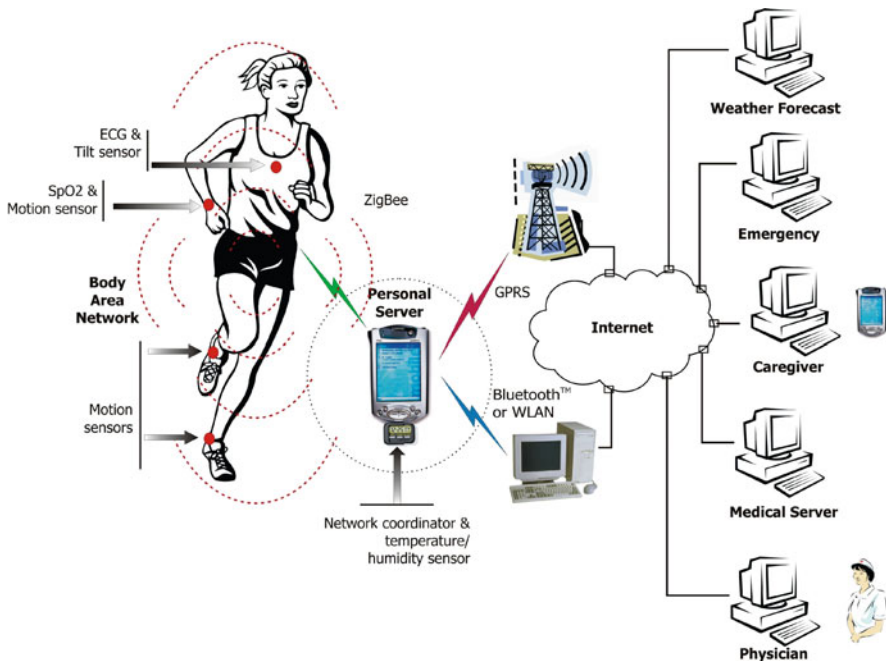 ECG &
Tilt sensor
SpO2 &
Motion sensor
Body
Area
Network
Motion
sensors
ZigBee
Personal
Server
Network coordinator &
temperature/
humidity sensor
GPRS
Bluetooth™
or WLAN
Internet
Weather Forecast
Emergency
Caregiver
Medical Server
Physician